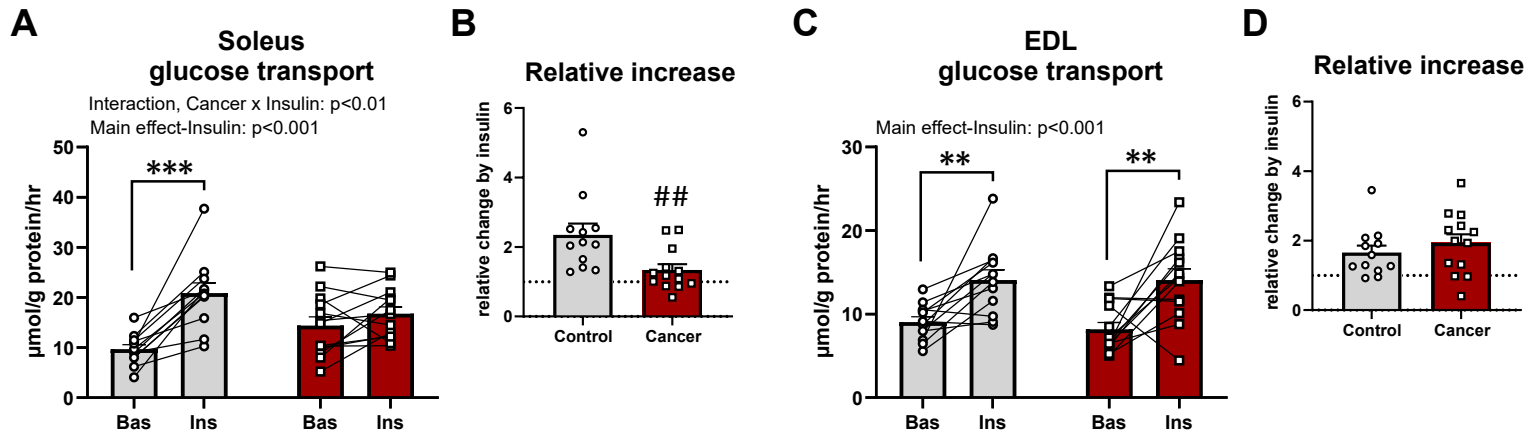 A
Soleus
glucose transport
Interaction, Cancer x Insulin: p<0.01
Main effect-Insulin: p<0.001
µmol/g protein/hr
50
40
30
20
10
0
***
Bas
Ins
Bas
Ins
B
Relative increase
relative change by insulin
6
4
2
0
##
Control
Cancer
C
EDL
glucose transport
Main effect-Insulin: p<0.001
µmol/g protein/hr
30
20
10
0
**
**
Bas
Ins
Bas
Ins
D
Relative increase
relative change by insulin
6
4
2
0
Control
Cancer